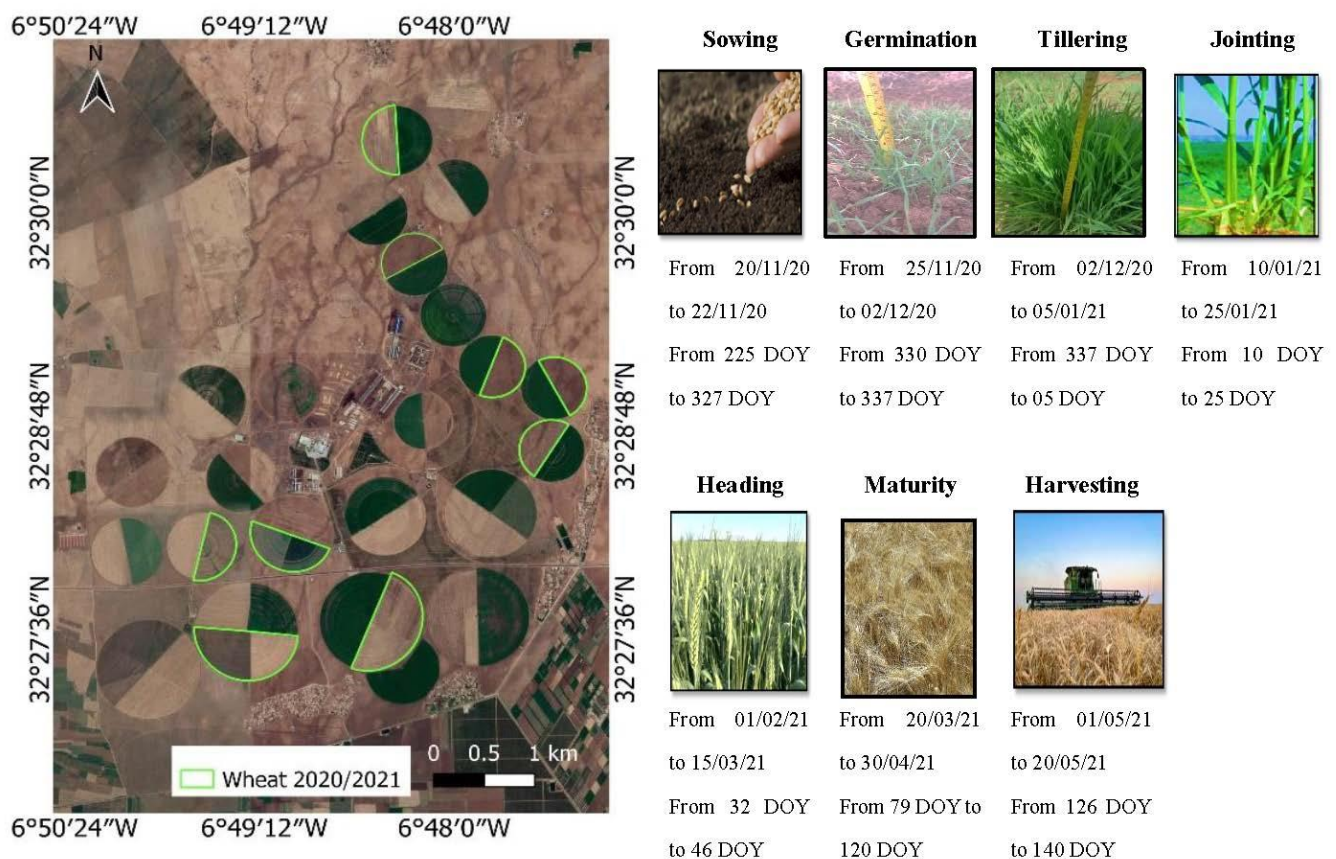 6°50′24″W 6°49′12″W 6°48′0″W
N
32°30′0″N 32°30′0″N
32°28′48″N 32°28′48″N
32°27′36″N 32°27′36″N
0 0.5 1 km
Wheat 2020/2021
6°50′24″W 6°49′12″W 6°48′0″W
Sowing
From 20/11/20
to 22/11/20
From 225 DOY
to 327 DOY
Germination
From 25/11/20
to 02/12/20
From 330 DOY
to 337 DOY
Tillering
From 02/12/20
to 05/01/21
From 337 DOY
to 05 DOY
Jointing
From 10/01/21
to 25/01/21
From 10 DOY
to 25 DOY
Heading
From 01/02/21
to 15/03/21
From 32 DOY
to 46 DOY
Maturity
From 20/03/21
to 30/04/21
From 79 DOY to
120 DOY
Harvesting
From 01/05/21
to 20/05/21
From 126 DOY
to 140 DOY